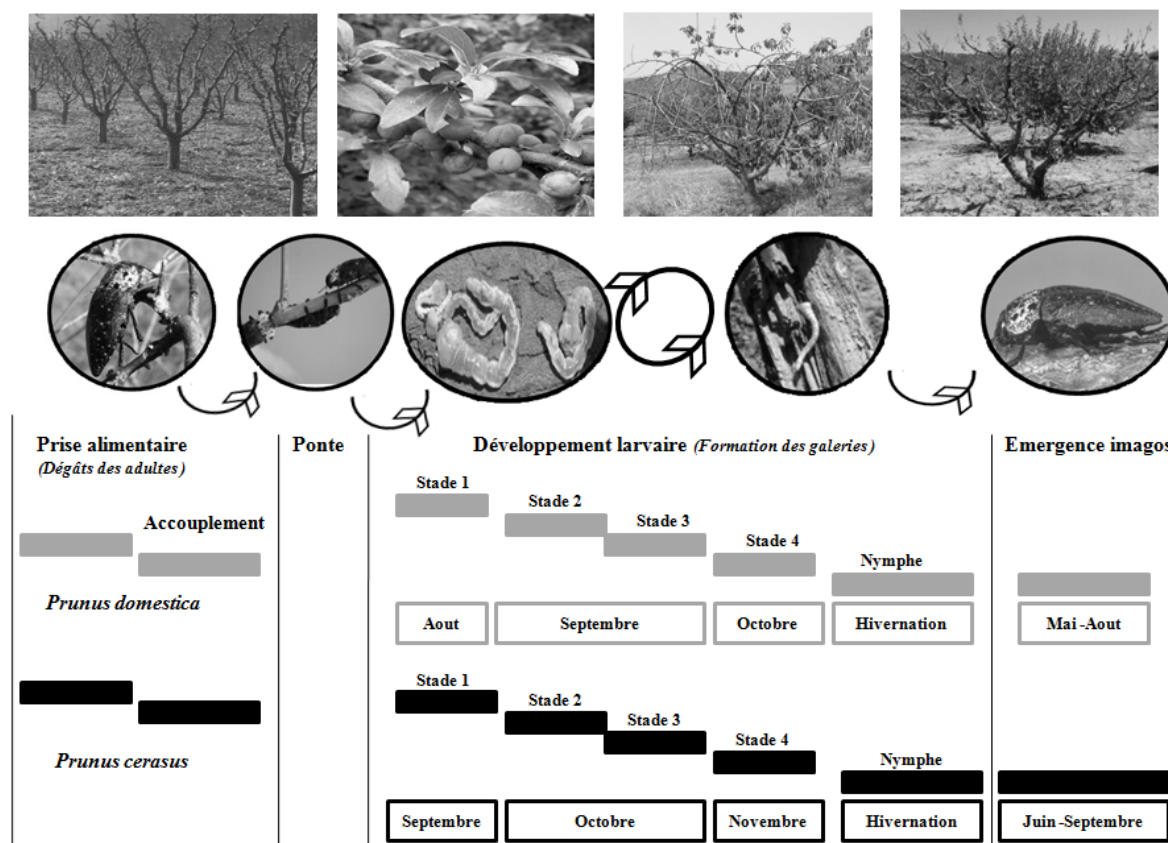 Prise alimentaire
(Dégâts des adultes)
Ponte
Développement larvaire (Formation des galeries)
Emergence imagos
Accouplement
Stade 1
Stade 2
Stade 3
Stade 4
Nymphe
Prunus domestica
Aout
Septembre
Octobre
Hivernation
Mai-Aout
Stade 1
Stade 2
Stade 3
Stade 4
Nymphe
Prunus cerasus
Septembre
Octobre
Novembre
Hivernation
Juin-Septembre